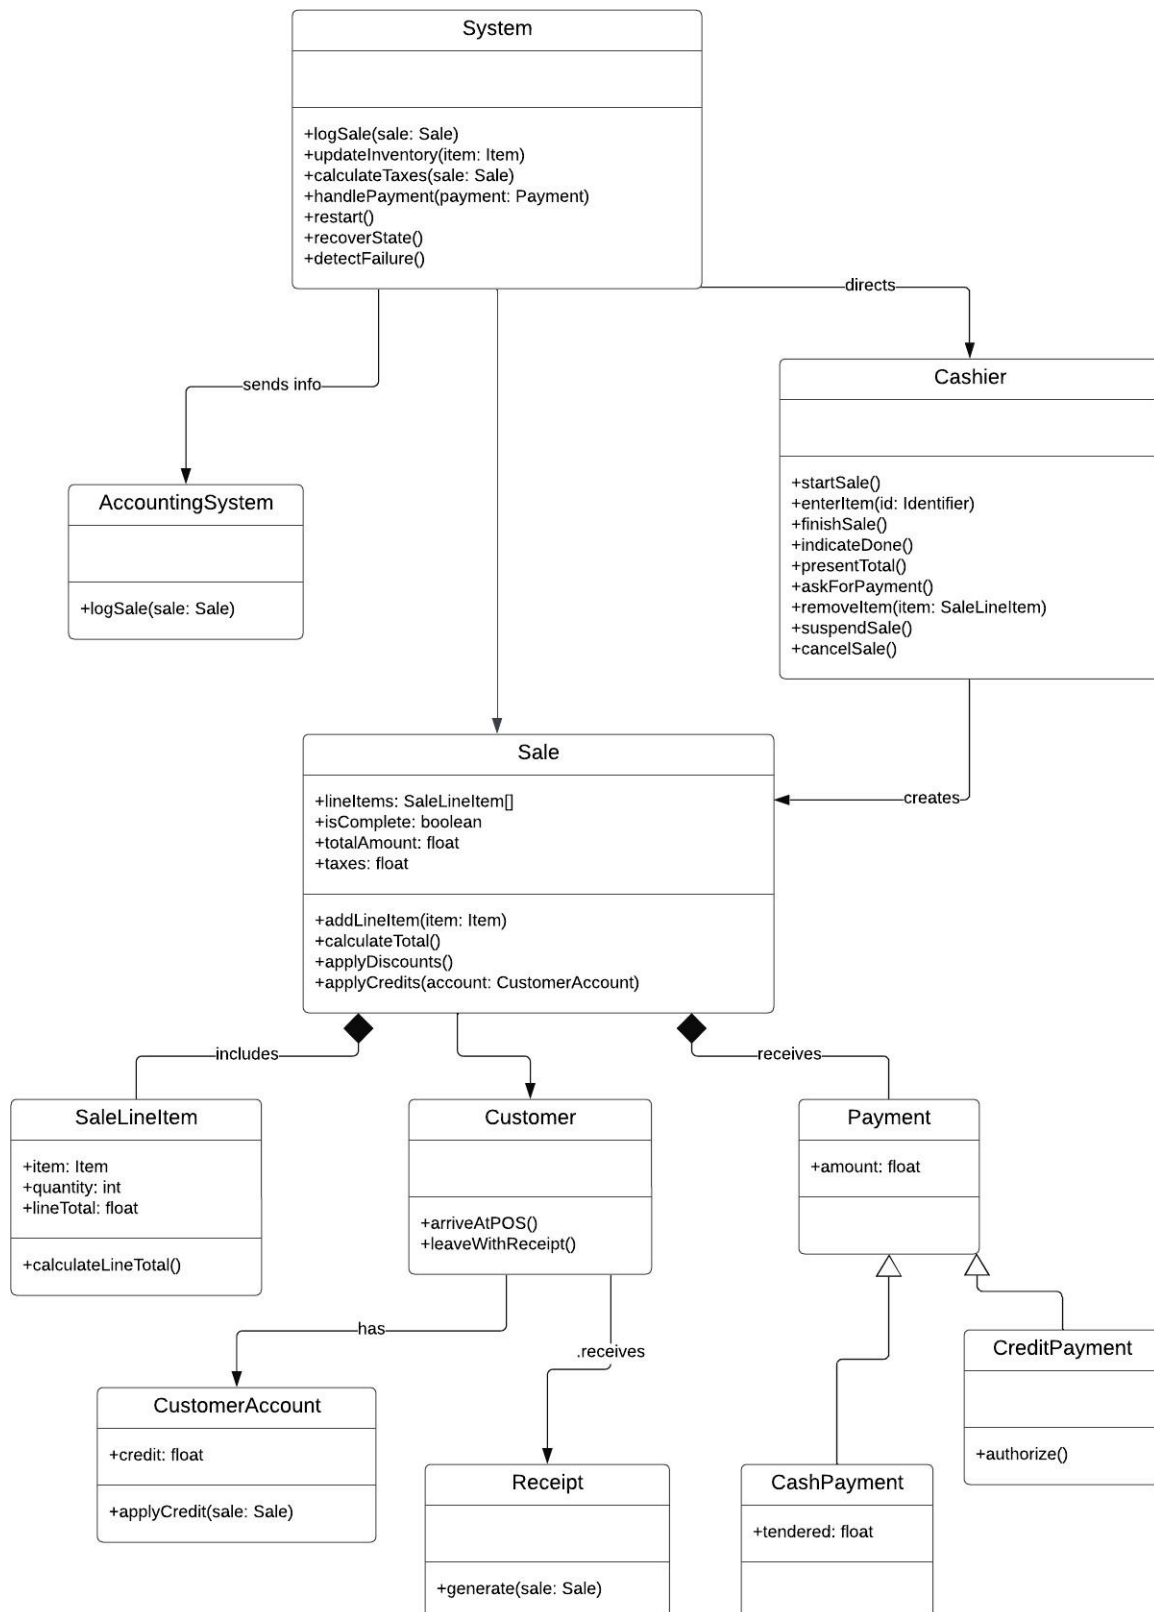 System
+logSale(sale: Sale)
+updateInventory(item: Item)
+calculateTaxes(sale: Sale)
+handlePayment(payment: Payment)
+restart()
+recoverState()
+detectFailure()
directs
sends info
Cashier
+startSale()
+enterItem(id: Identifier)
+finishSale()
+indicateDone()
+presentTotal()
+askForPayment()
+removeItem(item: SaleLineItem)
+suspendSale()
+cancelSale()
AccountingSystem
+logSale(sale: Sale)
Sale
+lineItems: SaleLineItem[]
+isComplete: boolean
+totalAmount: float
+taxes: float
+addLineItem(item: Item)
+calculateTotal()
+applyDiscounts()
+applyCredits(account: CustomerAccount)
creates
includes
receives
SaleLineItem
+item: Item
+quantity: int
+lineTotal: float
+calculateLineTotal()
Customer
+arriveAtPOS()
+leaveWithReceipt()
Payment
+amount: float
has
.receives
CreditPayment
+authorize()
CustomerAccount
+credit: float
+applyCredit(sale: Sale)
Receipt
+generate(sale: Sale)
CashPayment
+tendered: float